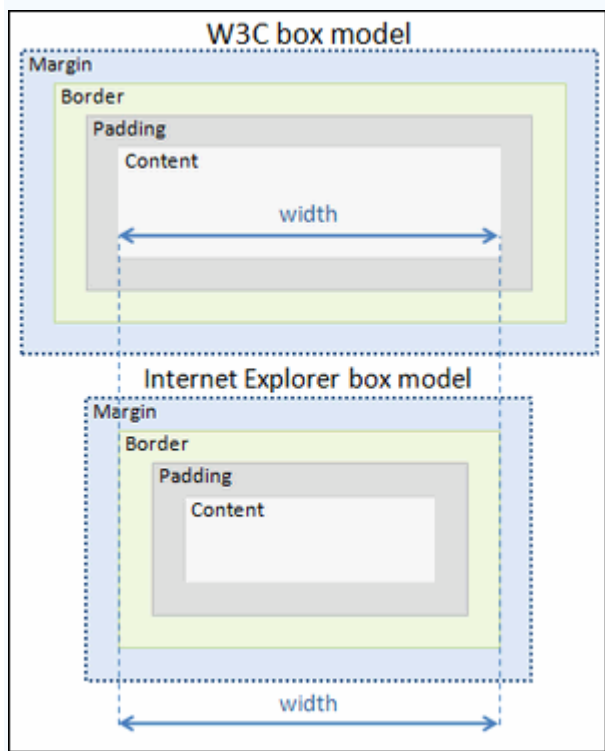 W3C box model
Margin
Border
Padding
Content
width
Internet Explorer box model
Margin
Border
Padding
Content
width